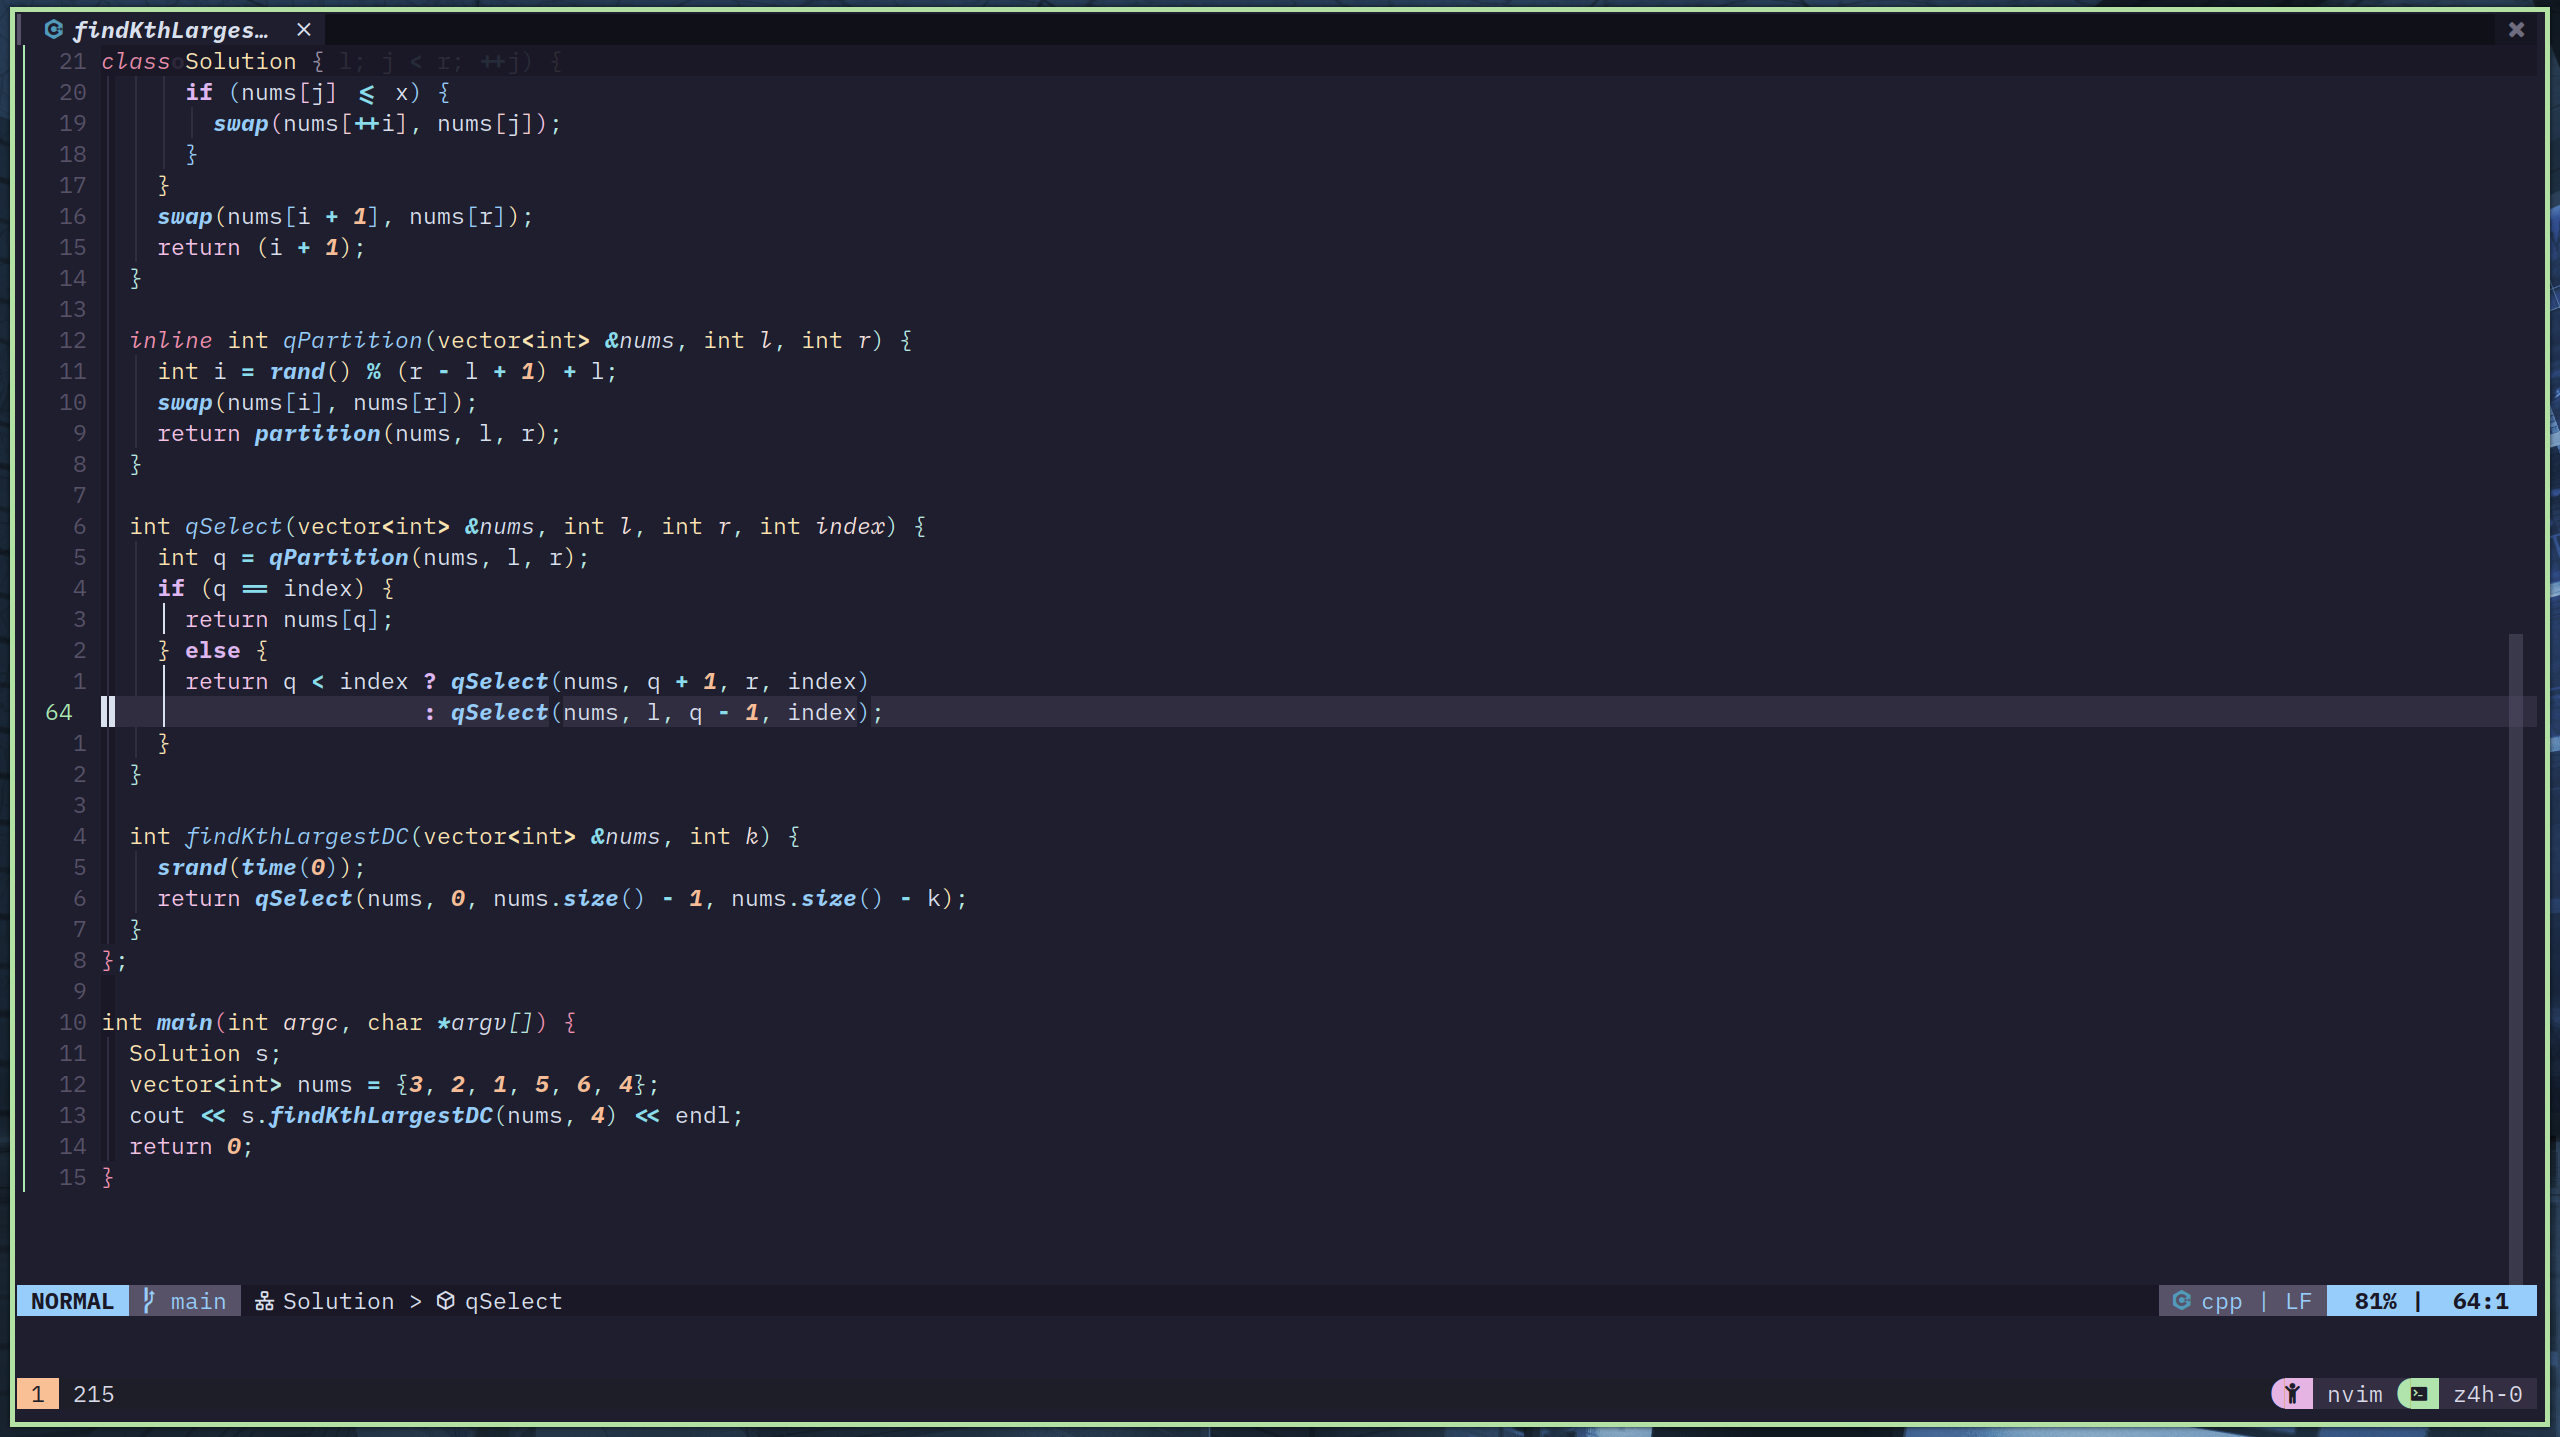 findKthLarges… ×
21 class Solution { l; j < r; ++j) {
20 if (nums[j] <= x) {
19 swap(nums[++i], nums[j]);
18 }
17 }
16 swap(nums[i + 1], nums[r]);
15 return (i + 1);
14 }
13
12 inline int qPartition(vector<int> &nums, int l, int r) {
11 int i = rand() % (r - l + 1) + l;
10 swap(nums[i], nums[r]);
9 return partition(nums, l, r);
8 }
7
6 int qSelect(vector<int> &nums, int l, int r, int index) {
5 int q = qPartition(nums, l, r);
4 if (q == index) {
3 return nums[q];
2 } else {
1 return q < index ? qSelect(nums, q + 1, r, index)
64 : qSelect(nums, l, q - 1, index);
1 }
2 }
3
4 int findKthLargestDC(vector<int> &nums, int k) {
5 srand(time(0));
6 return qSelect(nums, 0, nums.size() - 1, nums.size() - k);
7 }
8 };
9
10 int main(int argc, char *argv[]) {
11 Solution s;
12 vector<int> nums = {3, 2, 1, 5, 6, 4};
13 cout << s.findKthLargestDC(nums, 4) << endl;
14 return 0;
15 }
NORMAL main Solution > qSelect cpp | LF 81% | 64:1
1 215 nvim z4h-0